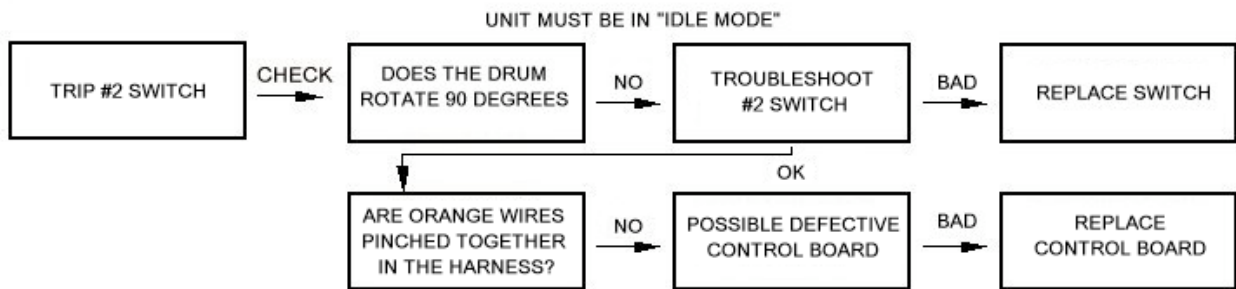 UNIT MUST BE IN "IDLE MODE"
TRIP #2 SWITCH
CHECK
DOES THE DRUM
ROTATE 90 DEGREES
NO
TROUBLESHOOT
#2 SWITCH
BAD
REPLACE SWITCH
OK
ARE ORANGE WIRES
PINCHED TOGETHER
IN THE HARNESS?
NO
POSSIBLE DEFECTIVE
CONTROL BOARD
BAD
REPLACE
CONTROL BOARD